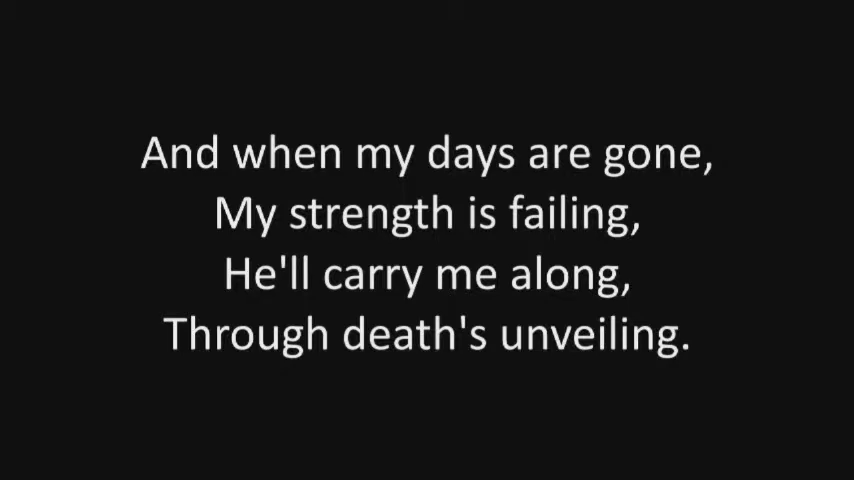 And when my days are gone,
My strength is failing,
He'll carry me along,
Through death's unveiling.